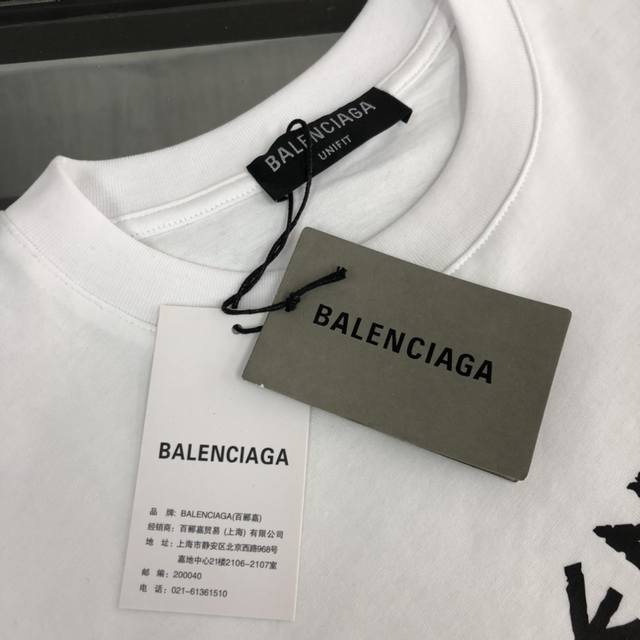 BALENCIAGA
UNIFIT
BALENCIAGA
BALENCIAGA
品 牌: BALENCIAGA(百郦嘉)
经销商: 百郦嘉贸易 (上海) 有限公司
地 址: 上海市静安区北京西路968号
嘉地中心21楼2106-2107室
邮 编: 200040
电 话: 021-61361510